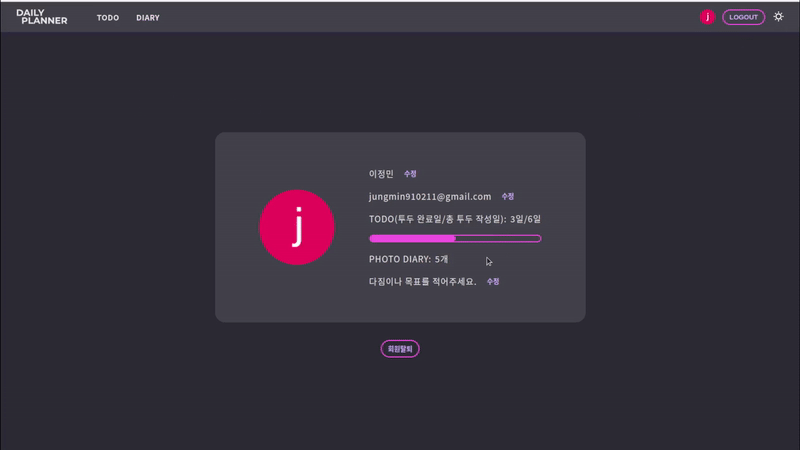 DAILY
PLANNER
TODO
DIARY
j
LOGOUT
이정민 수정
jungmin910211@gmail.com 수정
j
TODO(투두 완료일/총 투두 작성일): 3일/6일
PHOTO DIARY: 5개
다짐이나 목표를 적어주세요. 수정
회원탈퇴